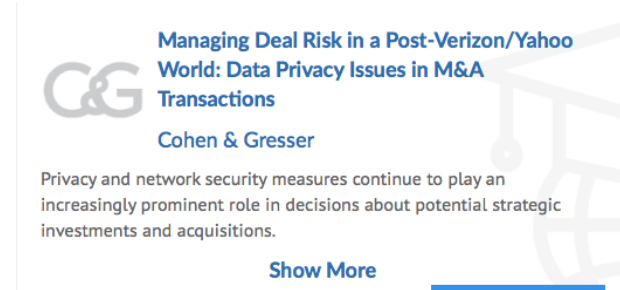 C&G
Managing Deal Risk in a Post-Verizon/Yahoo
World: Data Privacy Issues in M&A
Transactions
Cohen & Gresser
Privacy and network security measures continue to play an
increasingly prominent role in decisions about potential strategic
investments and acquisitions.
Show More